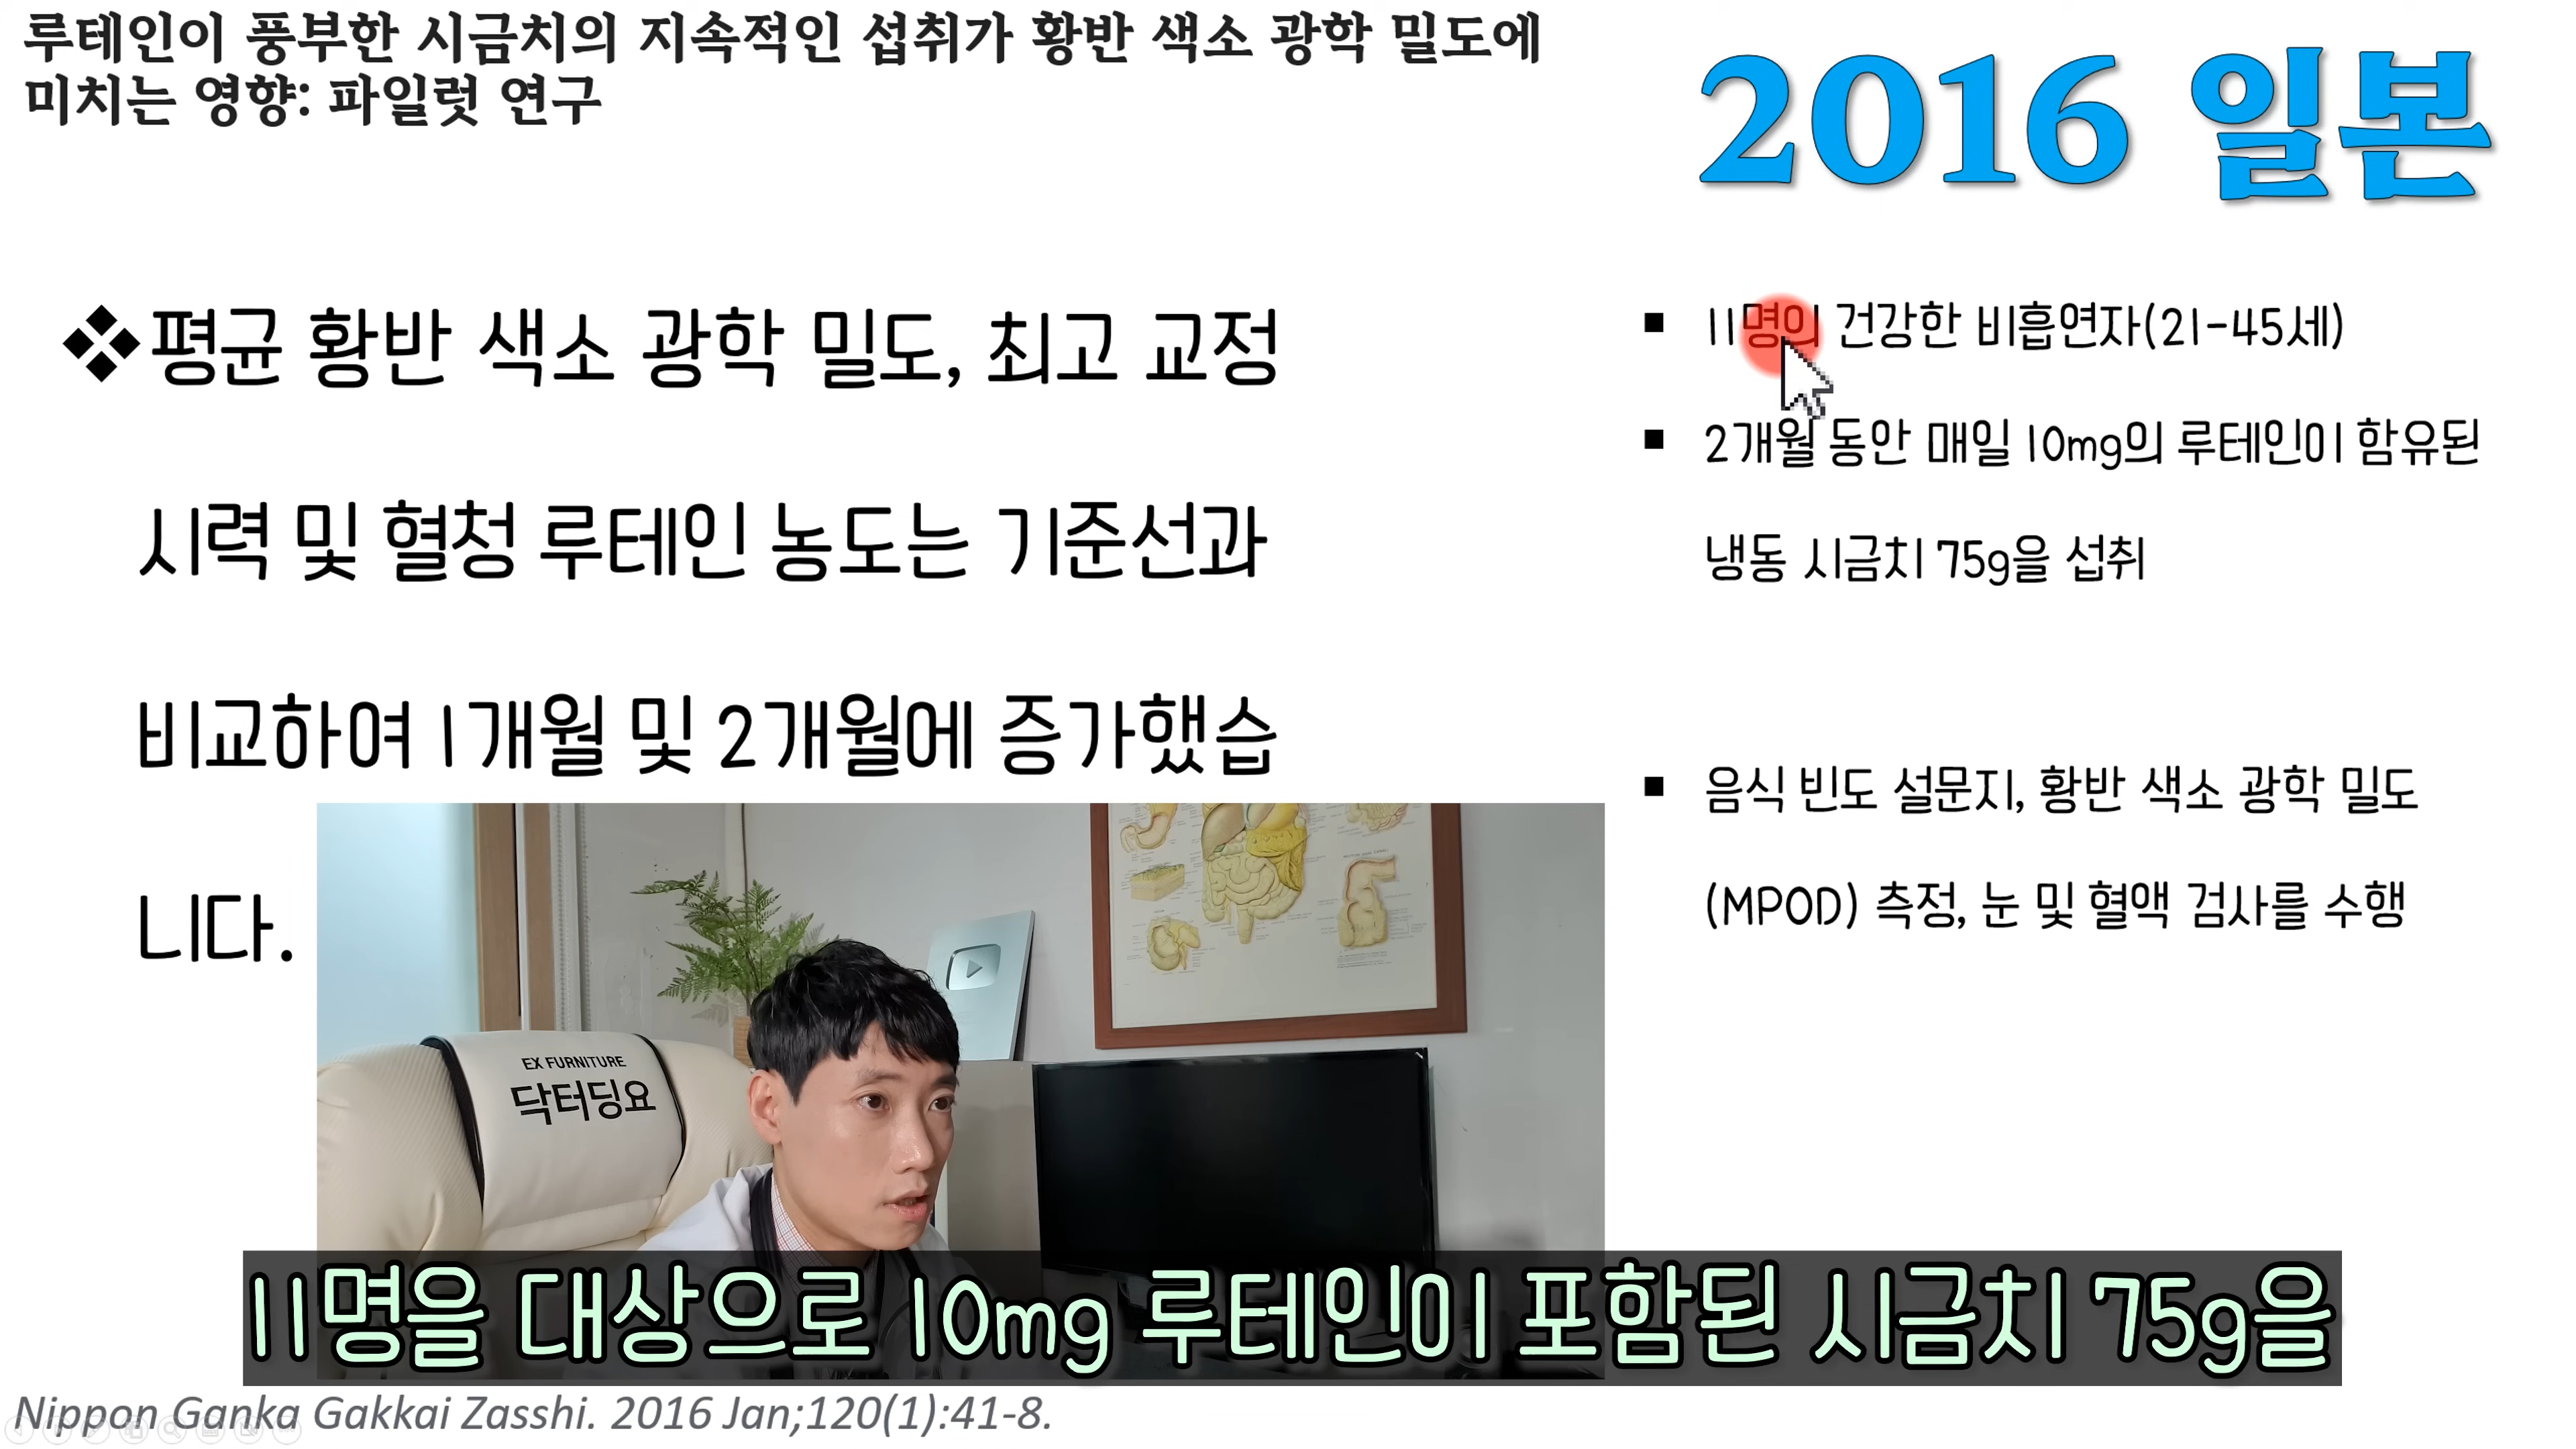 루테인이 풍부한 시금치의 지속적인 섭취가 황반 색소 광학 밀도에
미치는 영향: 파일럿 연구
2016 일본
❖평균 황반 색소 광학 밀도, 최고 교정
시력 및 혈청 루테인 농도는 기준선과
비교하여 1개월 및 2개월에 증가했습
니다.
▪ 11명의 건강한 비흡연자(21-45세)
▪ 2개월 동안 매일 10mg의 루테인이 함유된
냉동 시금치 75g을 섭취
▪ 음식 빈도 설문지, 황반 색소 광학 밀도
(MPOD) 측정, 눈 및 혈액 검사를 수행
EX FURNITURE
닥터딩요
11명을 대상으로 10mg 루테인이 포함된 시금치 75g을
Nippon Ganka Gakkai Zasshi. 2016 Jan;120(1):41-8.